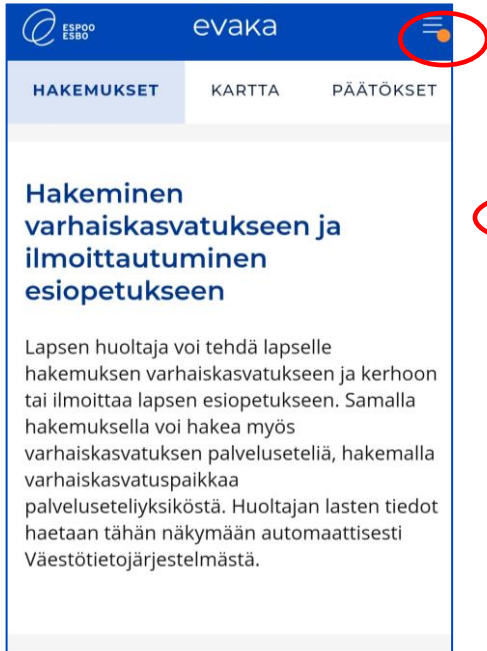 ESPOO
ESBO
evaka
HAKEMUKSET KARTTA PÄÄTÖKSET
Hakeminen
varhaiskasvatukseen ja
ilmoittautuminen
esiopetukseen
Lapsen huoltaja voi tehdä lapselle
hakemuksen varhaiskasvatukseen ja kerhoon
tai ilmoittaa lapsen esiopetukseen. Samalla
hakemuksella voi hakea myös
varhaiskasvatuksen palveluseteliä, hakemalla
varhaiskasvatuspaikkaa
palveluseteliyksiköstä. Huoltajan lasten tiedot
haetaan tähän näkymään automaattisesti
Väestötietojärjestelmästä.